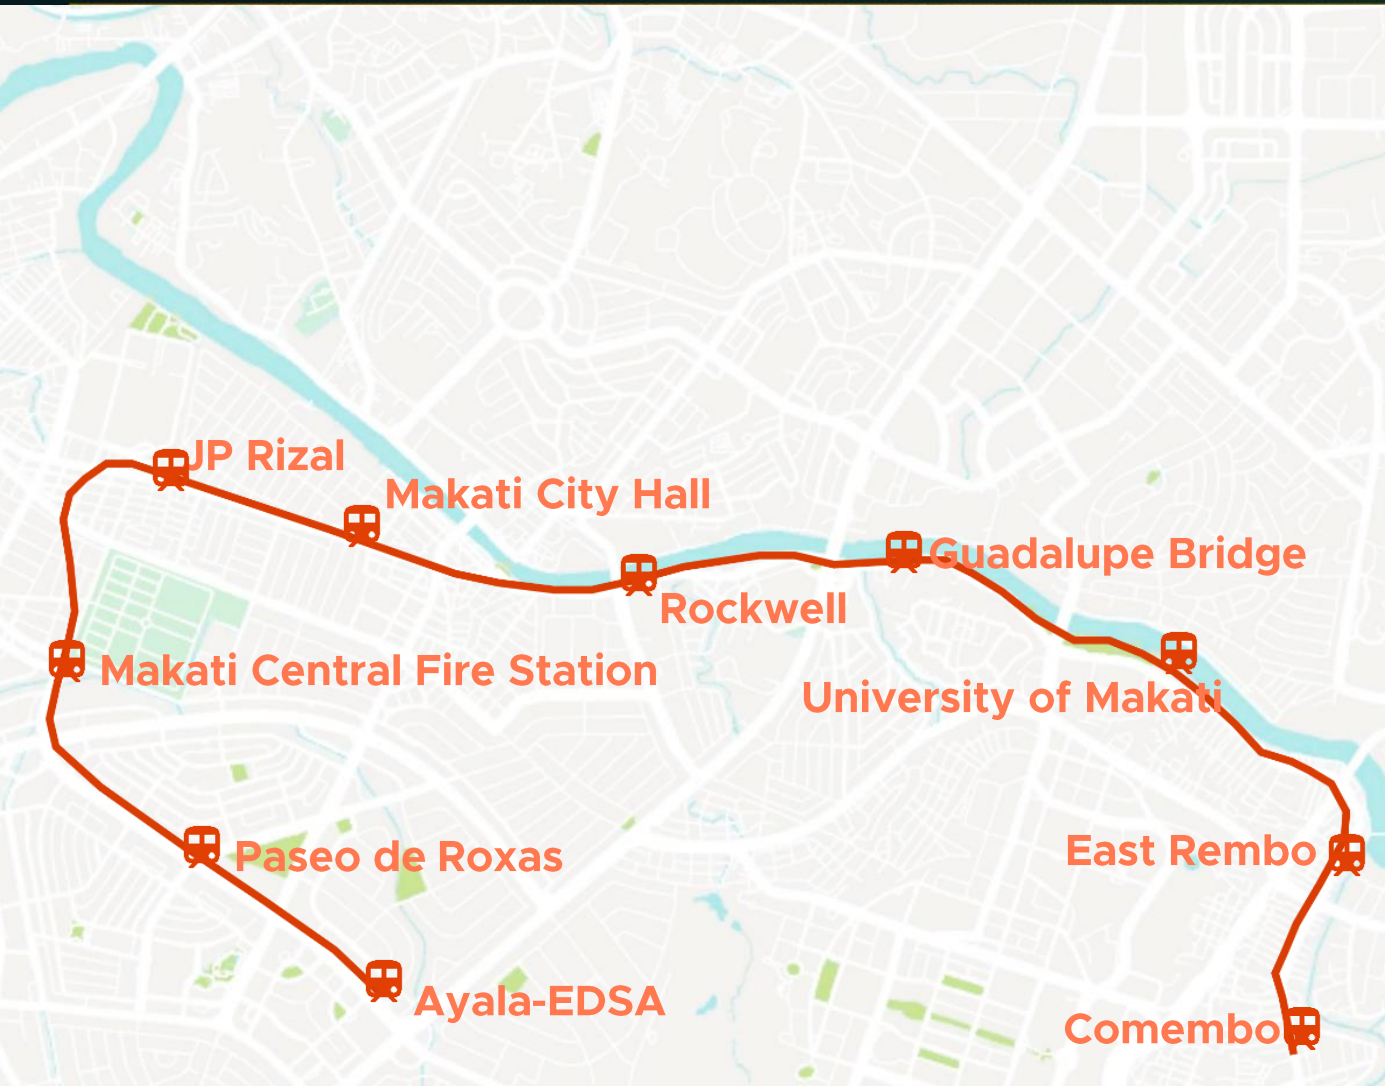 JP Rizal
Makati City Hall
Guadalupe Bridge
Rockwell
Makati Central Fire Station
University of Makati
East Rembo
Paseo de Roxas
Ayala-EDSA
Comembo